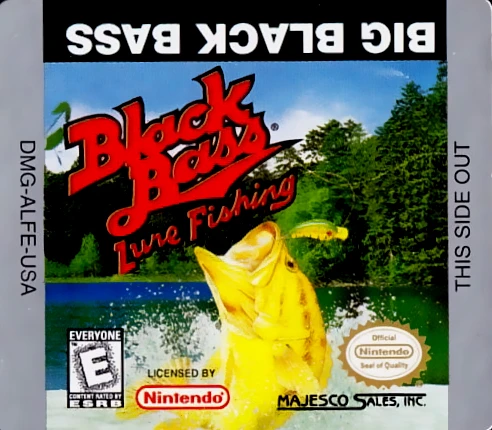 BIG BLACK BASS
Black
Bass®
Lure Fishing
DMG-ALFE-USA
THIS SIDE OUT
EVERYONE
E
CONTENT RATED BY
ESRB
LICENSED BY
Nintendo®
Official
Nintendo
Seal of Quality
MAJESCO SALES, INC.